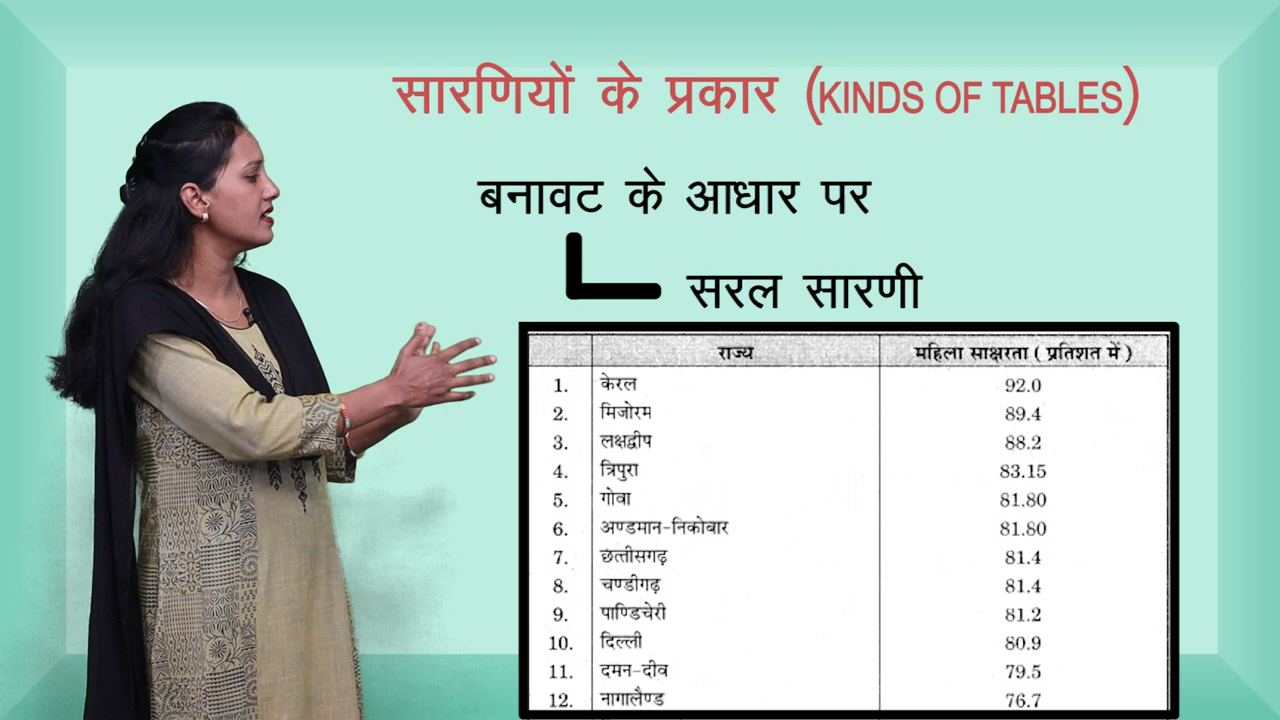 सारणियों के प्रकार (KINDS OF TABLES)
बनावट के आधार पर
सरल सारणी
राज्य महिला साक्षरता ( प्रतिशत में )
1. केरल 92.0
2. मिजोरम 89.4
3. लक्षद्वीप 88.2
4. त्रिपुरा 83.15
5. गोवा 81.80
6. अण्डमान-निकोबार 81.80
7. छत्तीसगढ़ 81.4
8. चण्डीगढ़ 81.4
9. पाण्डिचेरी 81.2
10. दिल्ली 80.9
11. दमन-दीव 79.5
12. नागालैण्ड 76.7